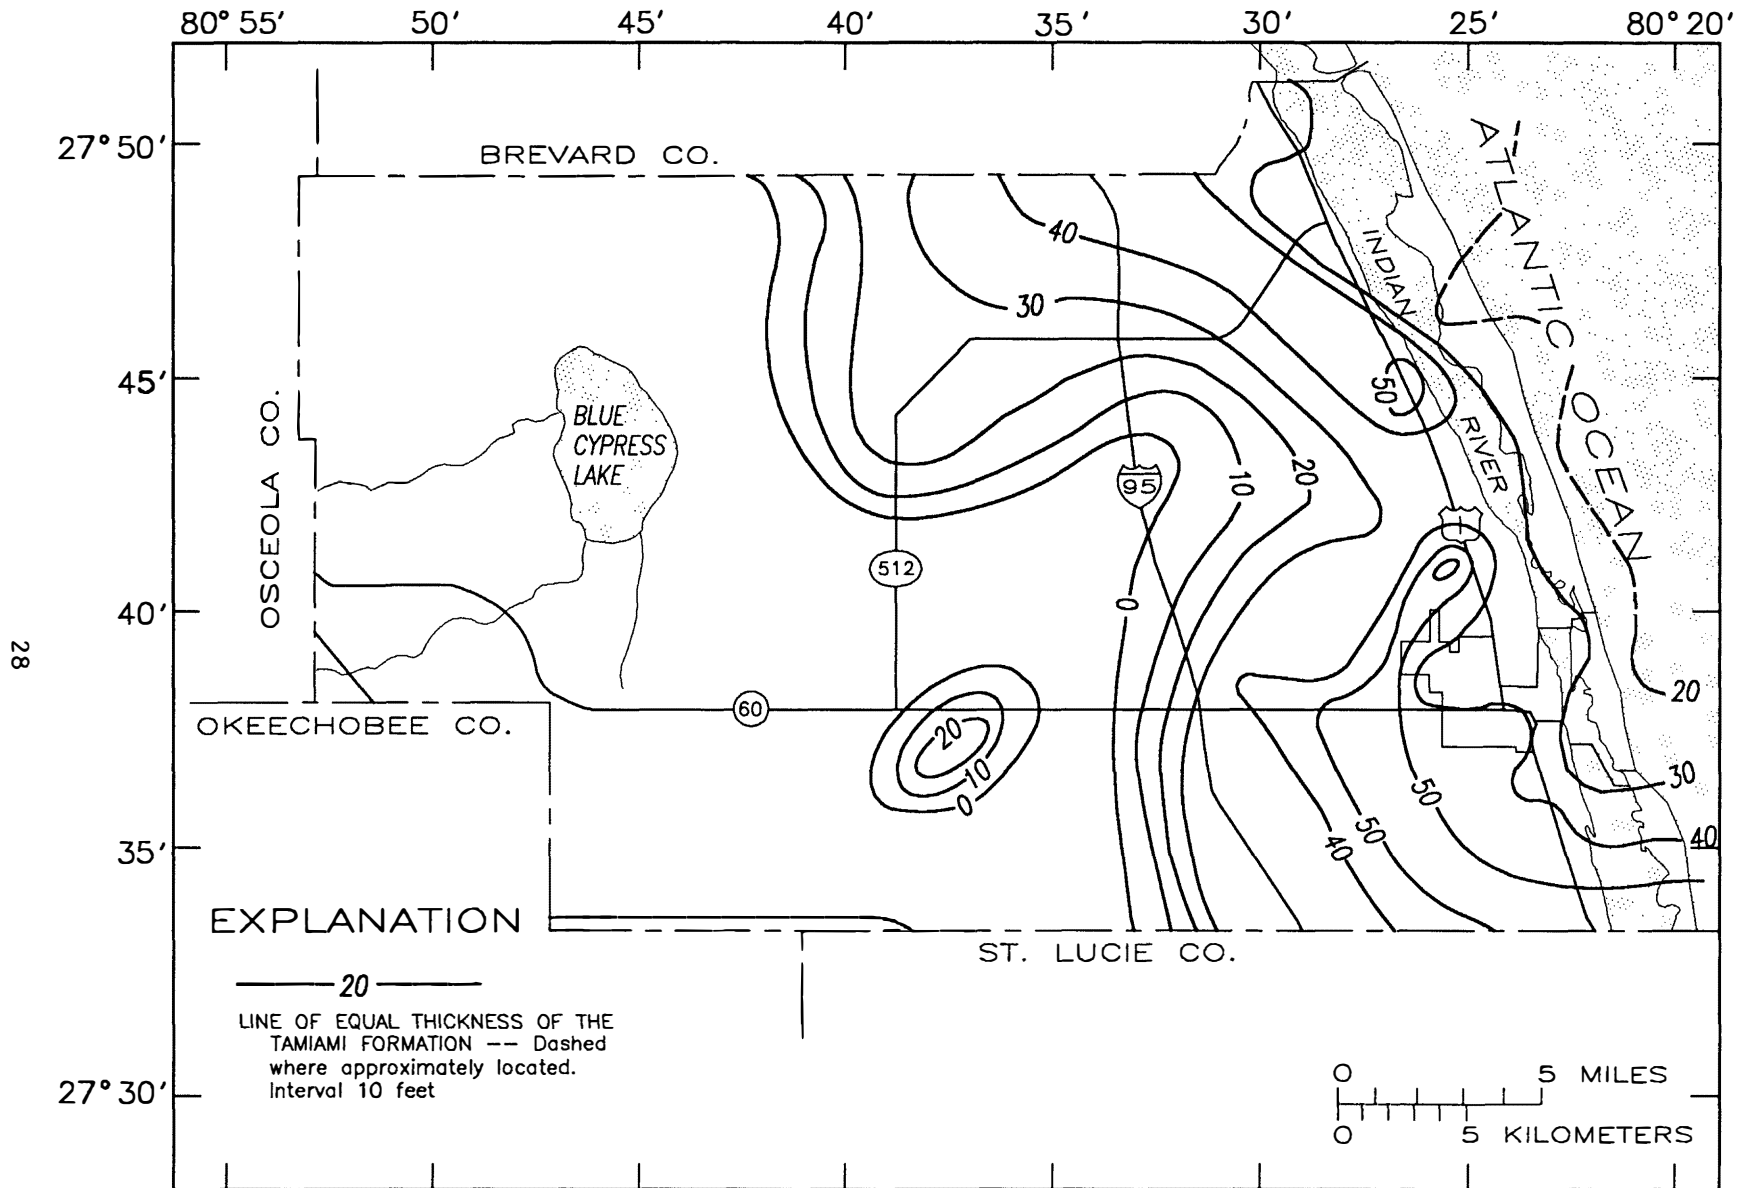 80° 55′ 50′ 45′ 40′ 35′ 30′ 25′ 80° 20′
27° 50′
BREVARD CO.
ATLANTIC OCEAN
40
INDIAN RIVER
30
45′
50
OSCEOLA CO.
BLUE
CYPRESS
LAKE
95
10
20
512
0
40′
28
60
20
OKEECHOBEE CO.
20
10
0
30
50
50
40
40
35′
EXPLANATION
ST. LUCIE CO.
20
LINE OF EQUAL THICKNESS OF THE
TAMIAMI FORMATION -- Dashed
where approximately located.
Interval 10 feet
27° 30′
0 5 MILES
0 5 KILOMETERS